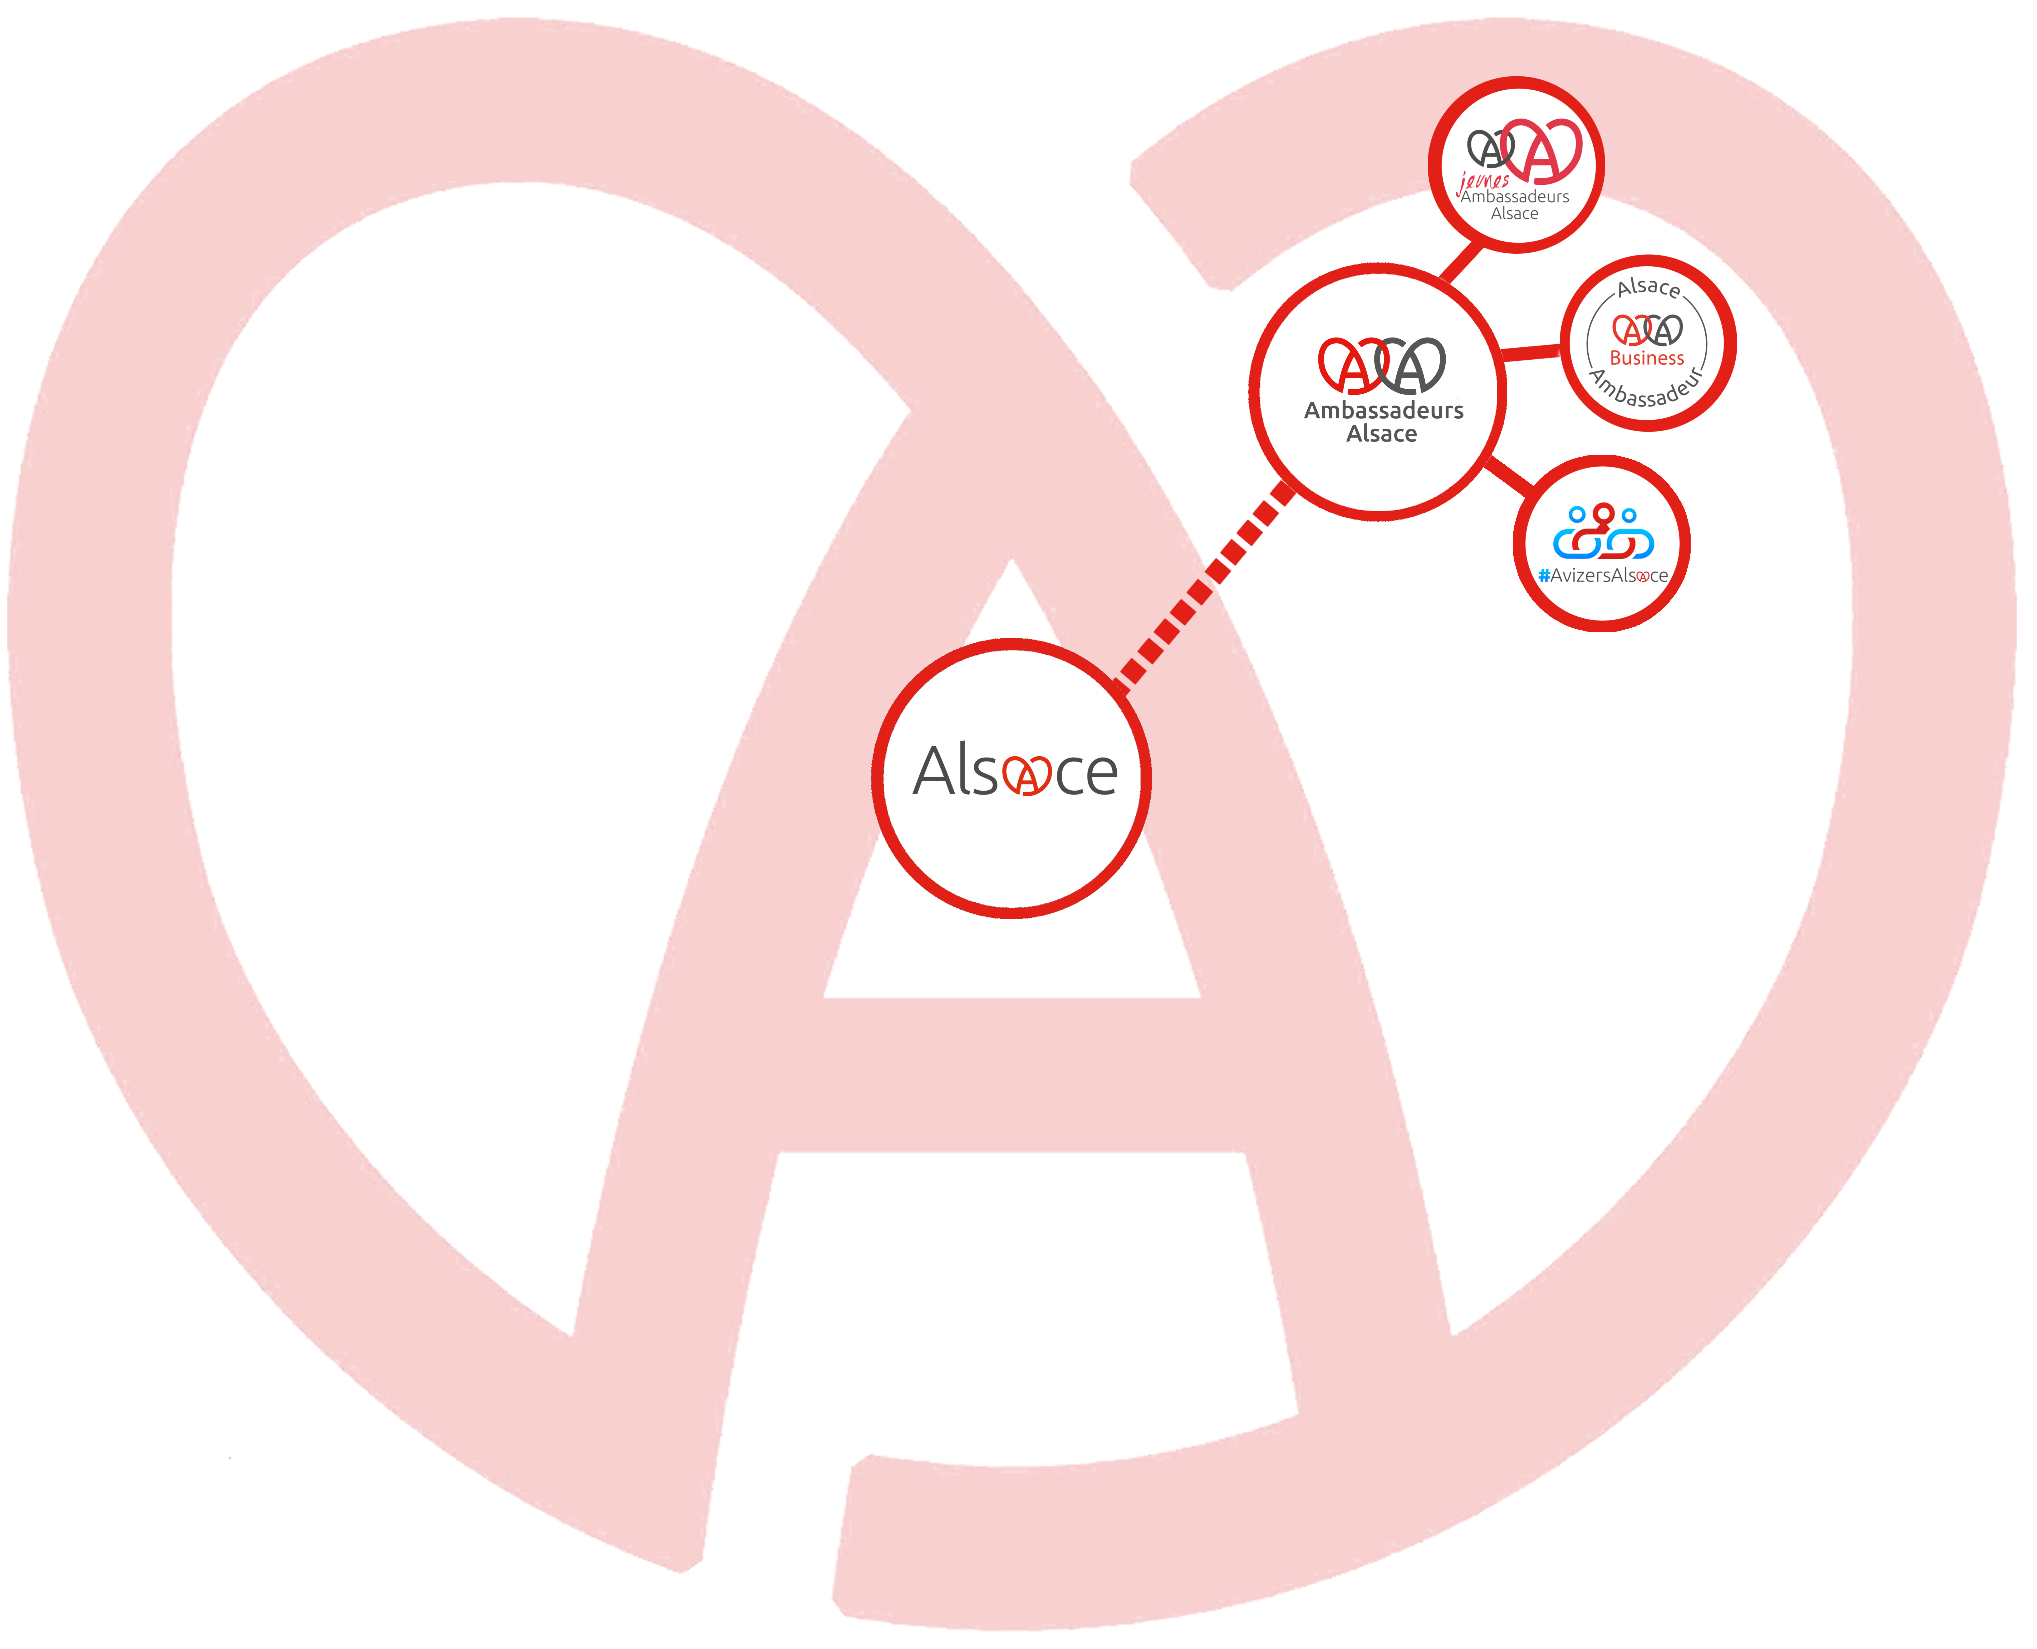 jeunes
Ambassadeurs
Alsace
Alsace
Business
Ambassadeur
Ambassadeurs
Alsace
#AvizersAlsace
Alsace